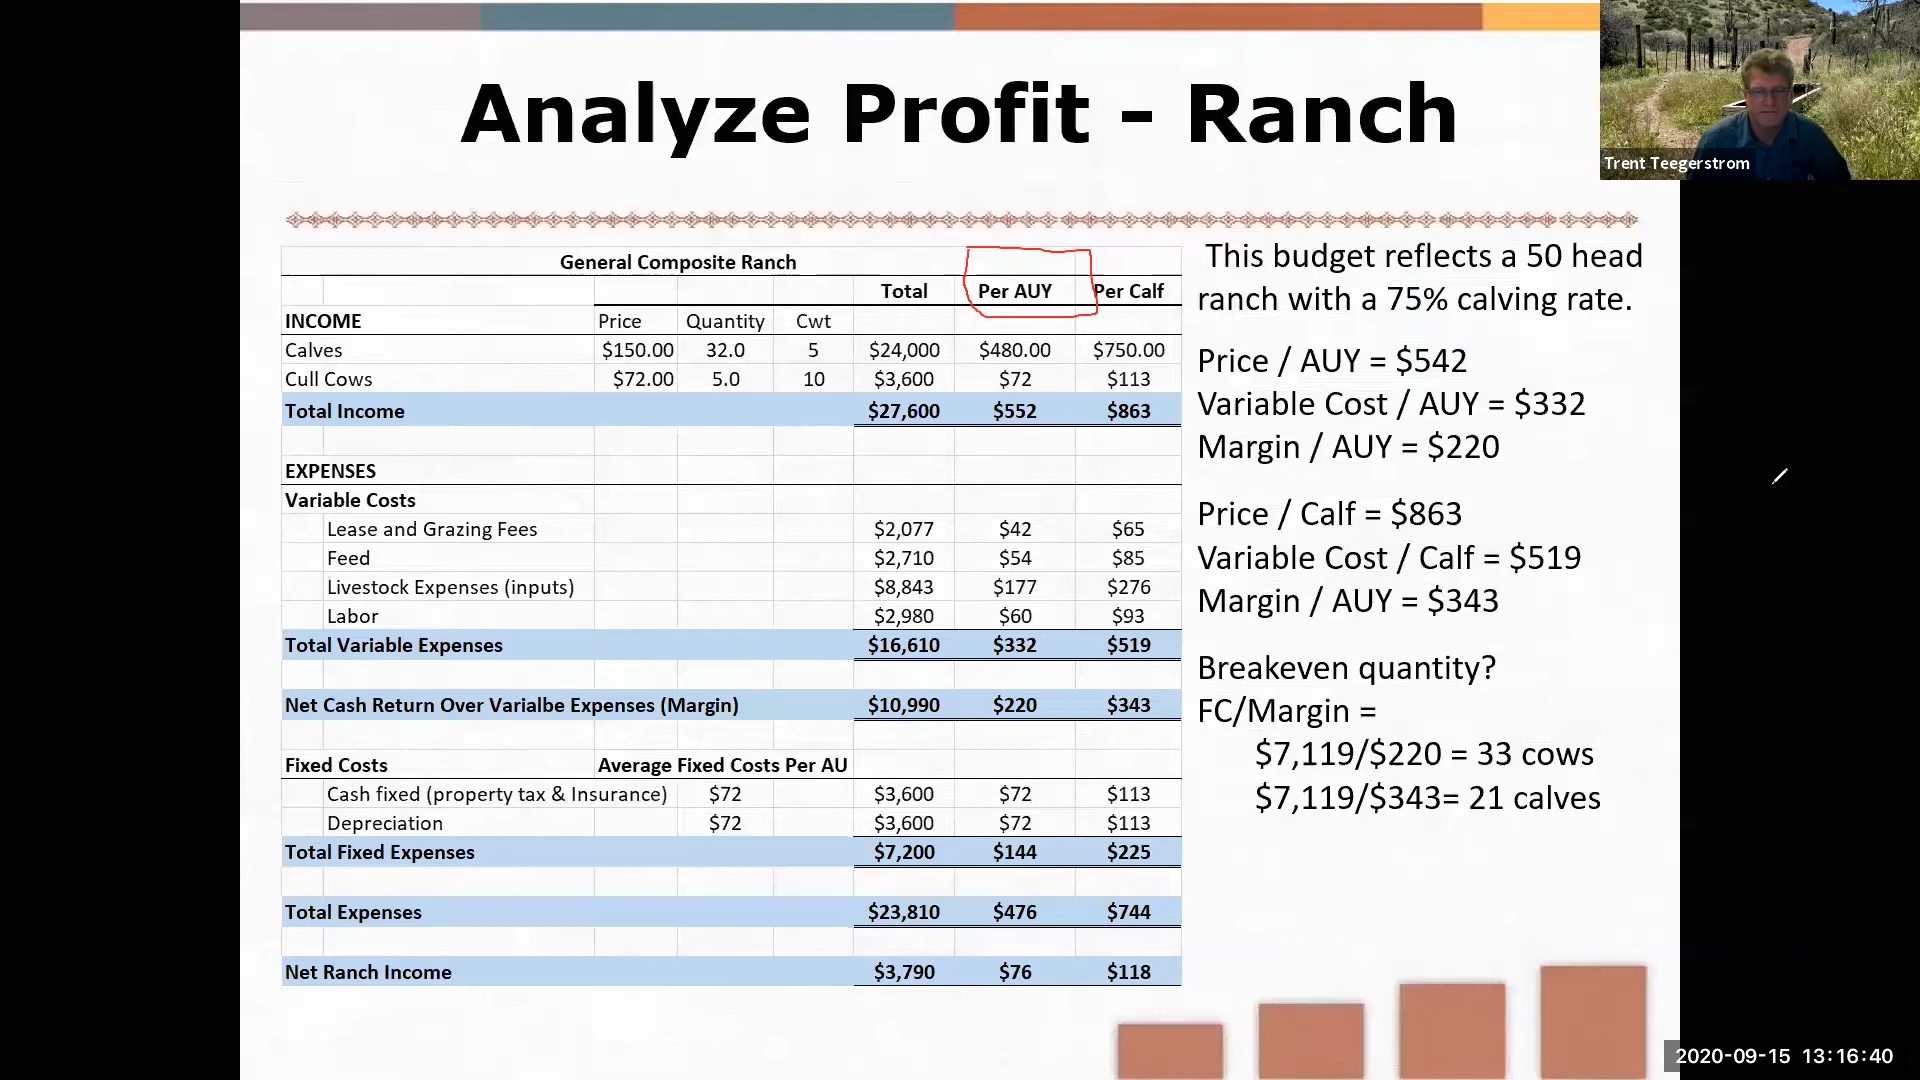 Analyze Profit - Ranch
Trent Teegerstrom
General Composite Ranch
Total Per AUY Per Calf
INCOME Price Quantity Cwt
Calves $150.00 32.0 5 $24,000 $480.00 $750.00
Cull Cows $72.00 5.0 10 $3,600 $72 $113
Total Income $27,600 $552 $863
EXPENSES
Variable Costs
Lease and Grazing Fees $2,077 $42 $65
Feed $2,710 $54 $85
Livestock Expenses (inputs) $8,843 $177 $276
Labor $2,980 $60 $93
Total Variable Expenses $16,610 $332 $519
Net Cash Return Over Varialbe Expenses (Margin) $10,990 $220 $343
Fixed Costs Average Fixed Costs Per AU
Cash fixed (property tax & Insurance) $72 $3,600 $72 $113
Depreciation $72 $3,600 $72 $113
Total Fixed Expenses $7,200 $144 $225
Total Expenses $23,810 $476 $744
Net Ranch Income $3,790 $76 $118
This budget reflects a 50 head
ranch with a 75% calving rate.
Price / AUY = $542
Variable Cost / AUY = $332
Margin / AUY = $220
Price / Calf = $863
Variable Cost / Calf = $519
Margin / AUY = $343
Breakeven quantity?
FC/Margin =
$7,119/$220 = 33 cows
$7,119/$343= 21 calves
2020-09-15 13:16:40